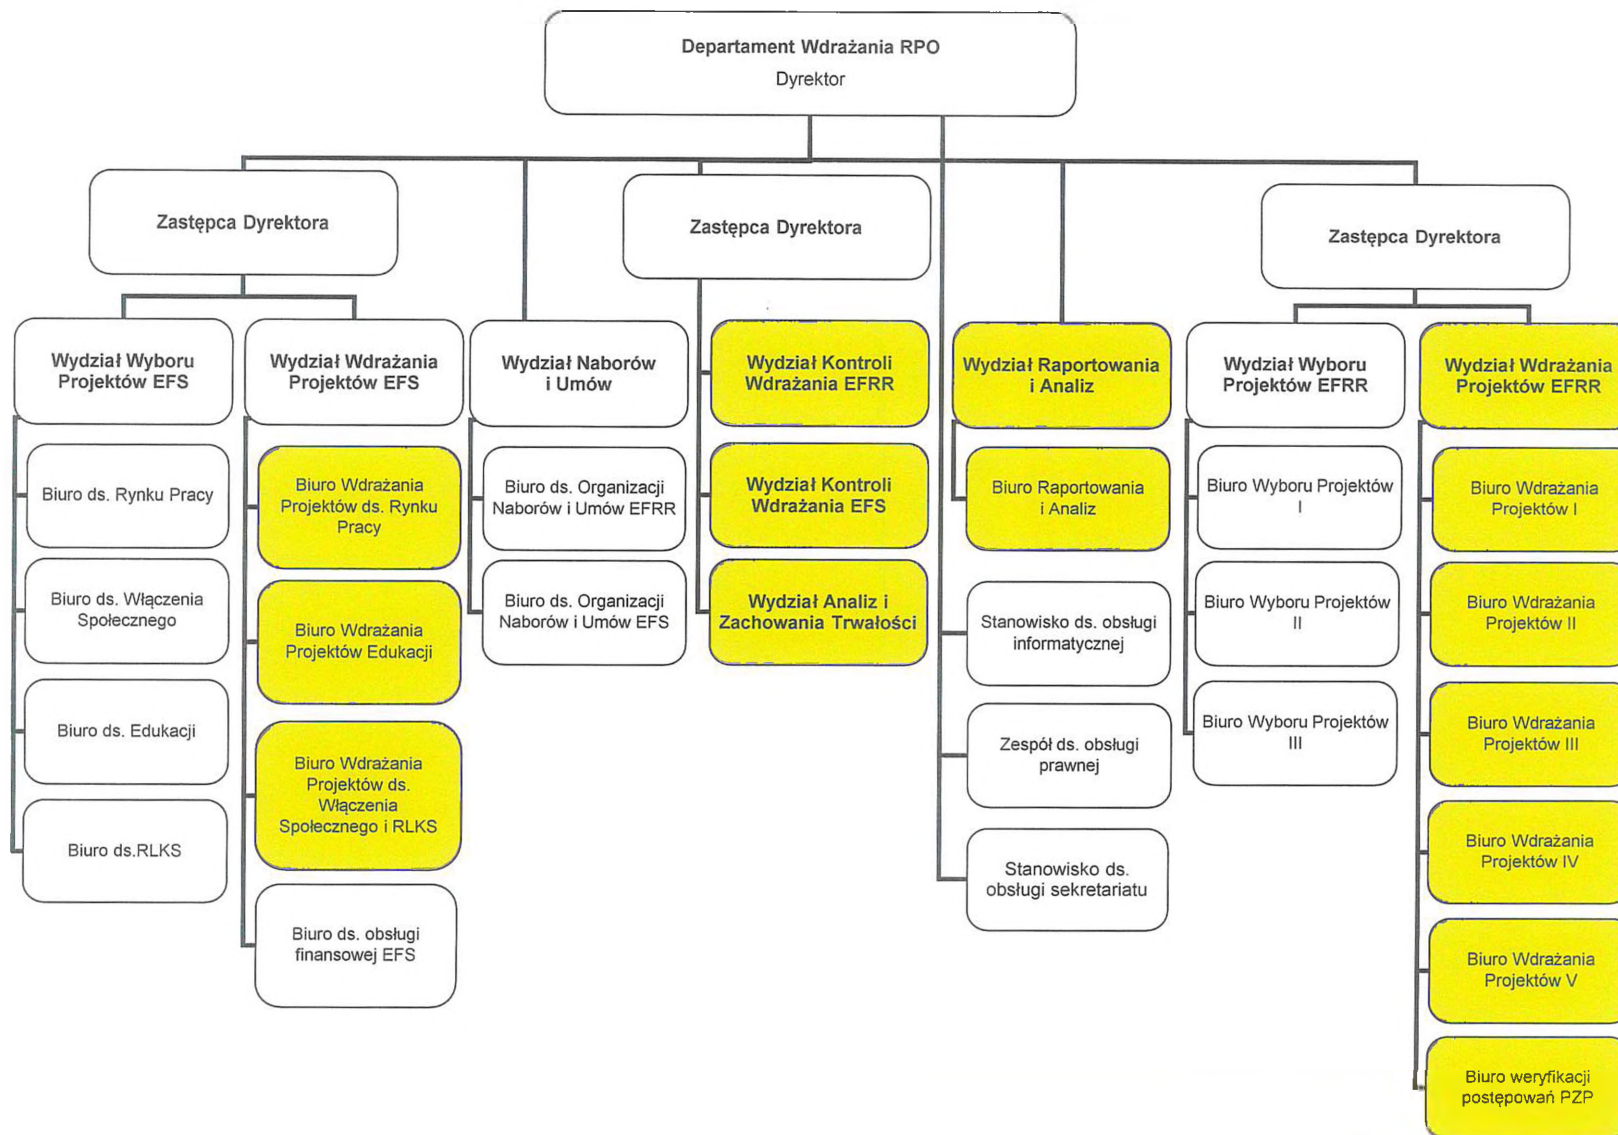 Departament Wdrażania RPO
Dyrektor
Zastępca Dyrektora
Zastępca Dyrektora
Zastępca Dyrektora
Wydział Wyboru
Projektów EFS
Biuro ds. Rynku Pracy
Biuro ds. Włączenia
Społecznego
Biuro ds. Edukacji
Biuro ds.RLKS
Wydział Wdrażania
Projektów EFS
Biuro Wdrażania
Projektów ds. Rynku
Pracy
Biuro Wdrażania
Projektów Edukacji
Biuro Wdrażania
Projektów ds.
Włączenia
Społecznego i RLKS
Biuro ds. obsługi
finansowej EFS
Wydział Naborów
i Umów
Biuro ds. Organizacji
Naborów i Umów EFRR
Biuro ds. Organizacji
Naborów i Umów EFS
Wydział Kontroli
Wdrażania EFRR
Wydział Kontroli
Wdrażania EFS
Wydział Analiz i
Zachowania Trwałości
Wydział Raportowania
i Analiz
Biuro Raportowania
i Analiz
Stanowisko ds. obsługi
informatycznej
Zespół ds. obsługi
prawnej
Stanowisko ds.
obsługi sekretariatu
Wydział Wyboru
Projektów EFRR
Biuro Wyboru Projektów
I
Biuro Wyboru Projektów
II
Biuro Wyboru Projektów
III
Wydział Wdrażania
Projektów EFRR
Biuro Wdrażania
Projektów I
Biuro Wdrażania
Projektów II
Biuro Wdrażania
Projektów III
Biuro Wdrażania
Projektów IV
Biuro Wdrażania
Projektów V
Biuro weryfikacji
postępowań PZP